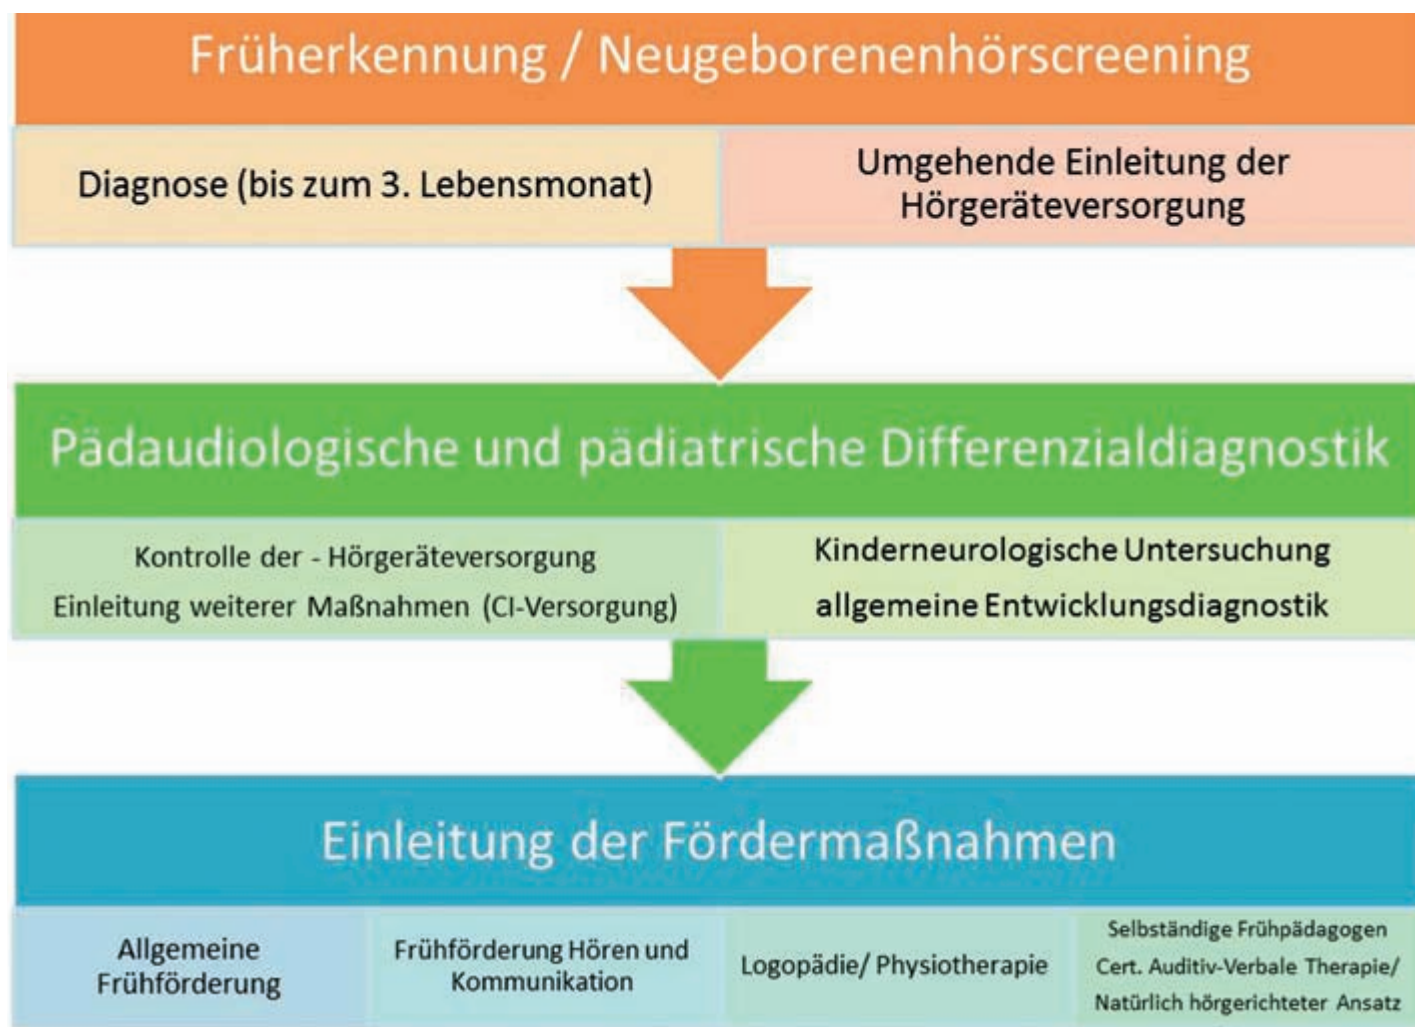 Früherkennung / Neugeborenenhörscreening
Diagnose (bis zum 3. Lebensmonat)
Umgehende Einleitung der
Hörgeräteversorgung
Pädaudiologische und pädiatrische Differenzialdiagnostik
Kontrolle der - Hörgeräteversorgung
Einleitung weiterer Maßnahmen (CI-Versorgung)
Kinderneurologische Untersuchung
allgemeine Entwicklungsdiagnostik
Einleitung der Fördermaßnahmen
Allgemeine
Frühförderung
Frühförderung Hören und
Kommunikation
Logopädie/ Physiotherapie
Selbständige Frühpädagogen
Cert. Auditiv-Verbale Therapie/
Natürlich hörgerichteter Ansatz